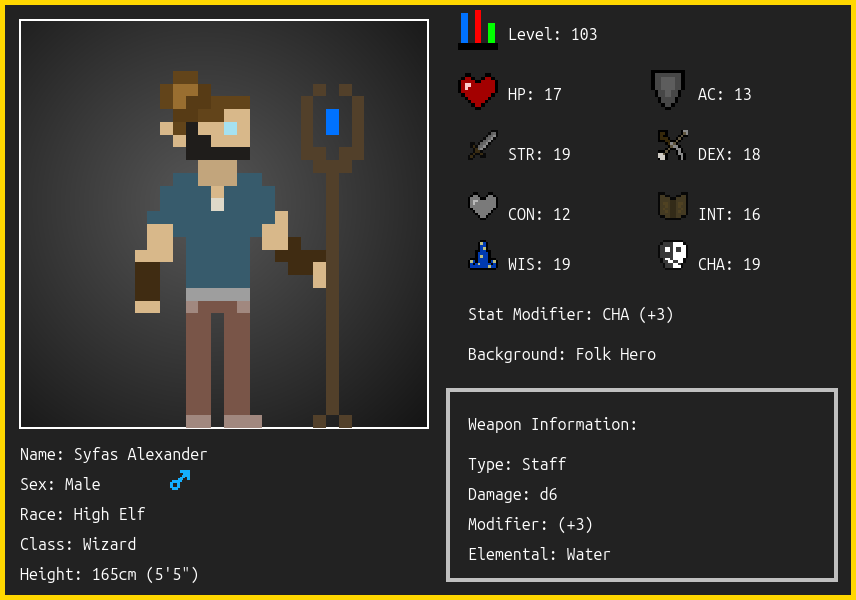 Level: 103
HP: 17
AC: 13
STR: 19
DEX: 18
CON: 12
INT: 16
WIS: 19
CHA: 19
Stat Modifier: CHA (+3)
Background: Folk Hero
Weapon Information:
Type: Staff
Damage: d6
Modifier: (+3)
Elemental: Water
Name: Syfas Alexander
Sex: Male
Race: High Elf
Class: Wizard
Height: 165cm (5'5")